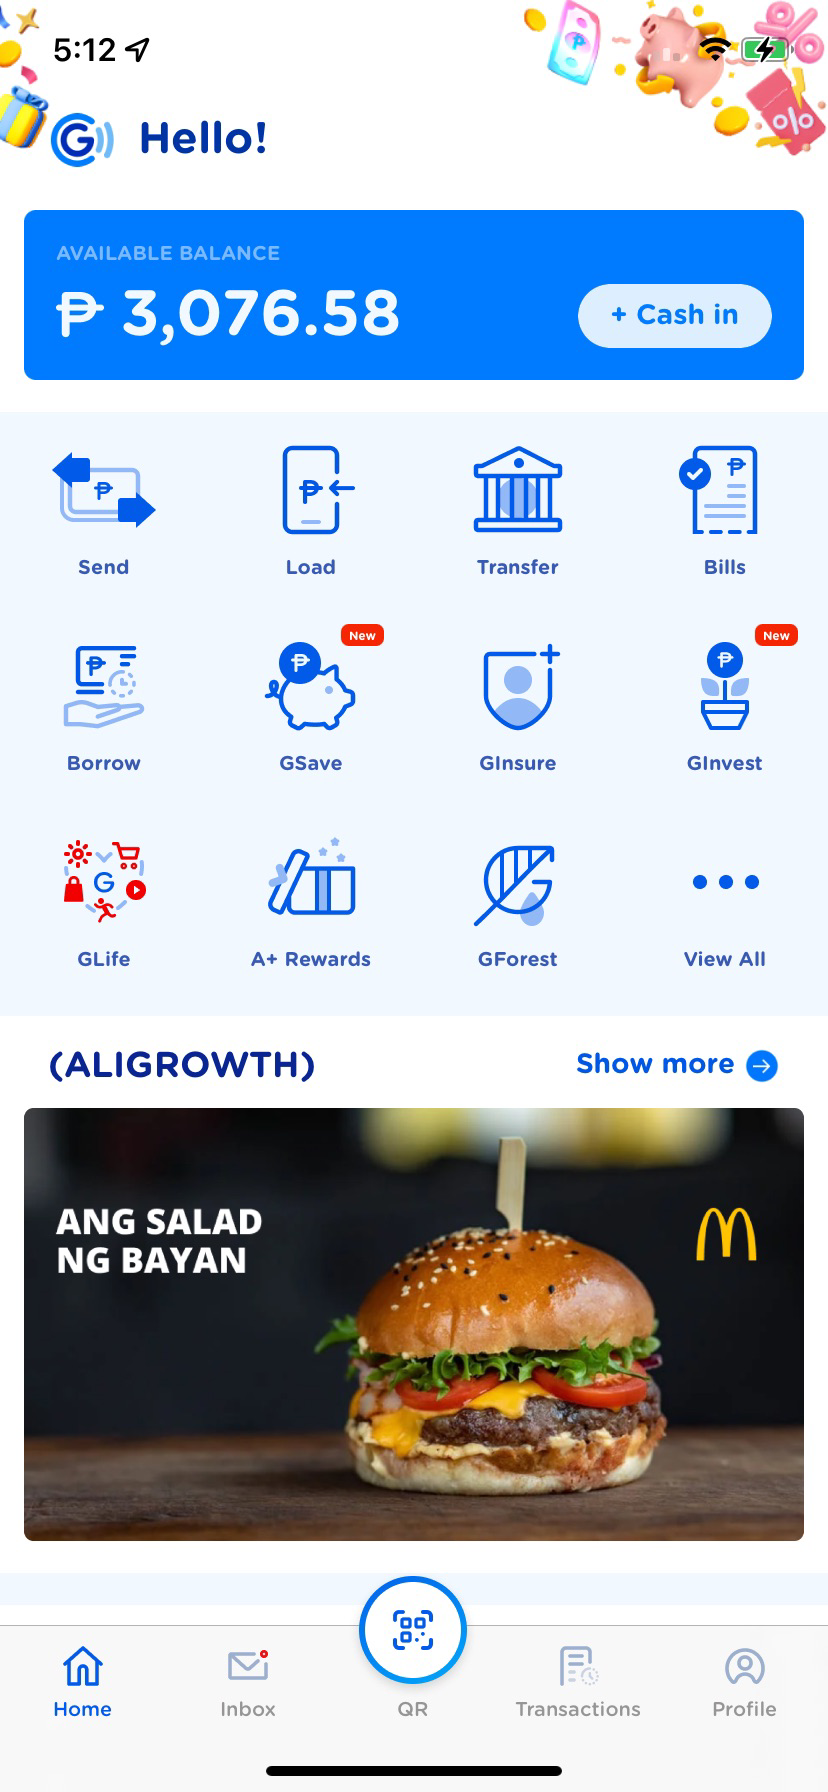 5:12
Hello!
AVAILABLE BALANCE
₱ 3,076.58
+ Cash in
Send
Load
Transfer
Bills
New
New
Borrow
GSave
GInsure
GInvest
GLife
A+ Rewards
GForest
View All
(ALIGROWTH)
Show more
ANG SALAD
NG BAYAN
Home
Inbox
QR
Transactions
Profile